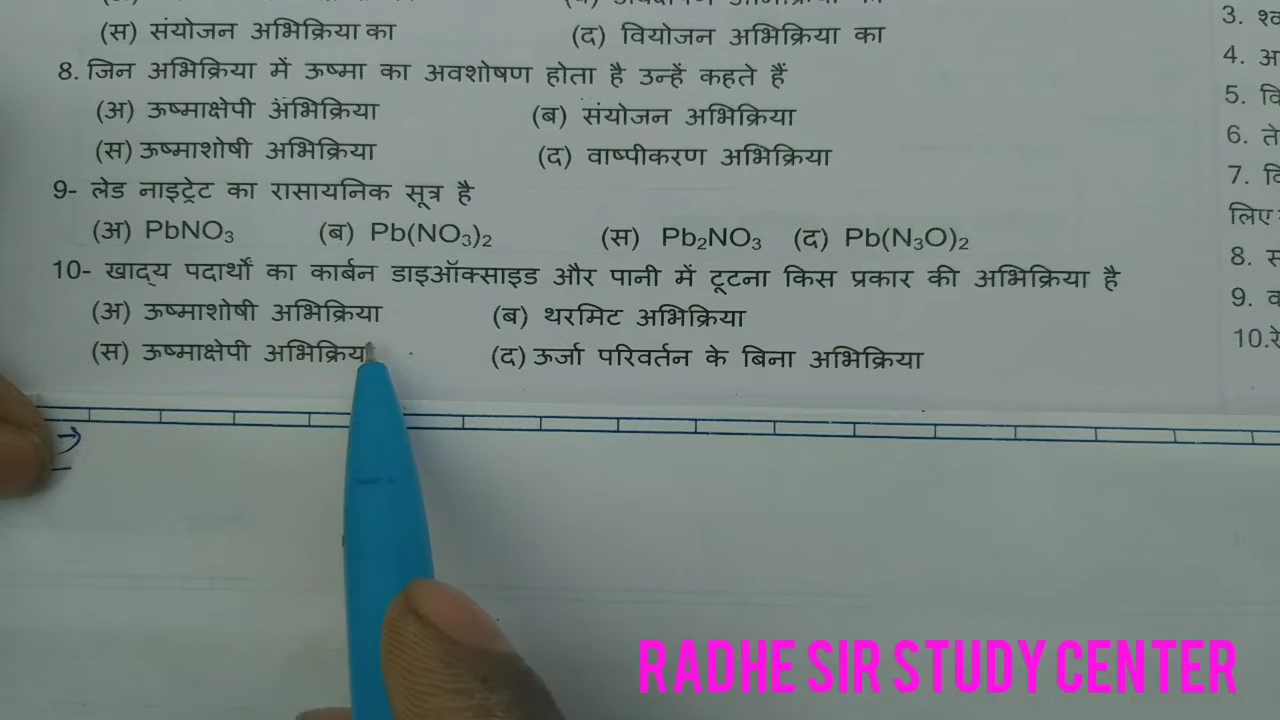 (स) संयोजन अभिक्रिया का (द) वियोजन अभिक्रिया का
8. जिन अभिक्रिया में ऊष्मा का अवशोषण होता है उन्हें कहते हैं
(अ) ऊष्माक्षेपी अभिक्रिया (ब) संयोजन अभिक्रिया
(स) ऊष्माशोषी अभिक्रिया (द) वाष्पीकरण अभिक्रिया
9- लेड नाइट्रेट का रासायनिक सूत्र है
(अ) PbNO₃ (ब) Pb(NO₃)₂ (स) Pb₂NO₃ (द) Pb(N₃O)₂
10- खाद्य पदार्थों का कार्बन डाइऑक्साइड और पानी में टूटना किस प्रकार की अभिक्रिया है
(अ) ऊष्माशोषी अभिक्रिया (ब) थरमिट अभिक्रिया
(स) ऊष्माक्षेपी अभिक्रिया (द) ऊर्जा परिवर्तन के बिना अभिक्रिया
3.
4.
5.
6.
7.
लिए
8.
9.
10.
RADHE SIR STUDY CENTER